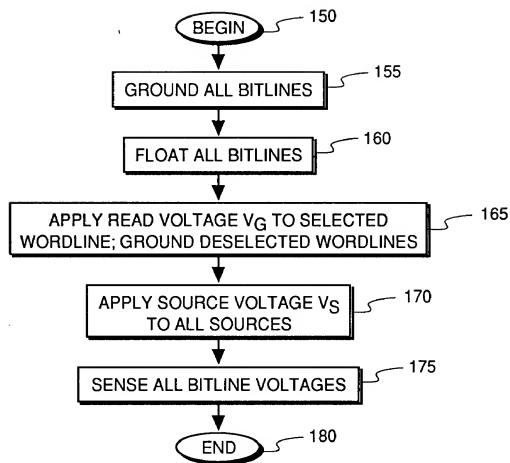 BEGIN 150
GROUND ALL BITLINES 155
FLOAT ALL BITLINES 160
APPLY READ VOLTAGE VG TO SELECTED 165
WORDLINE; GROUND DESELECTED WORDLINES
APPLY SOURCE VOLTAGE VS 170
TO ALL SOURCES
SENSE ALL BITLINE VOLTAGES 175
END 180